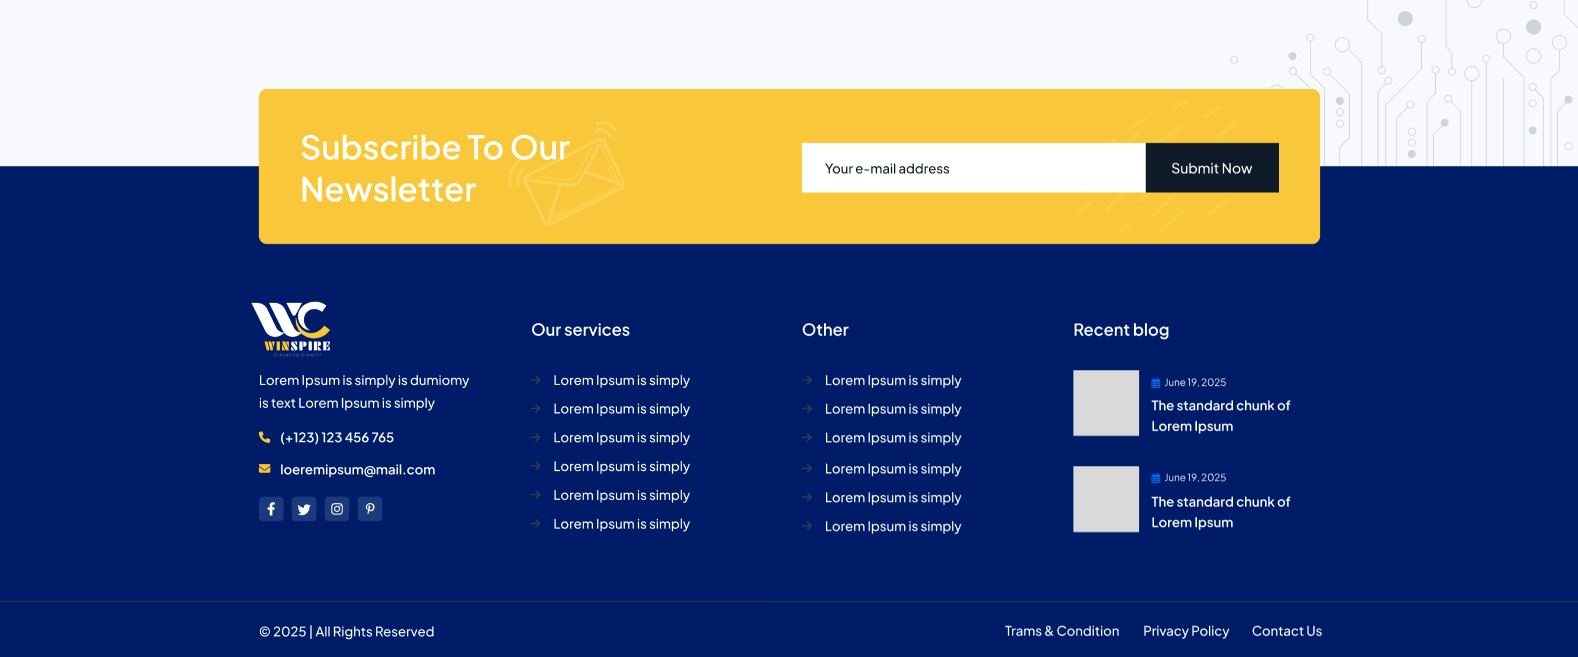 Subscribe To Our
Newsletter
Your e-mail address
Submit Now
WC
WINSPIRE
Elevating Growth!
Lorem Ipsum is simply is dumiomy
is text Lorem Ipsum is simply
(+123) 123 456 765
loeremipsum@mail.com
Our services
Lorem Ipsum is simply
Lorem Ipsum is simply
Lorem Ipsum is simply
Lorem Ipsum is simply
Lorem Ipsum is simply
Lorem Ipsum is simply
Other
Lorem Ipsum is simply
Lorem Ipsum is simply
Lorem Ipsum is simply
Lorem Ipsum is simply
Lorem Ipsum is simply
Lorem Ipsum is simply
Recent blog
June 19, 2025
The standard chunk of
Lorem Ipsum
June 19, 2025
The standard chunk of
Lorem Ipsum
© 2025 | All Rights Reserved
Trams & Condition
Privacy Policy
Contact Us